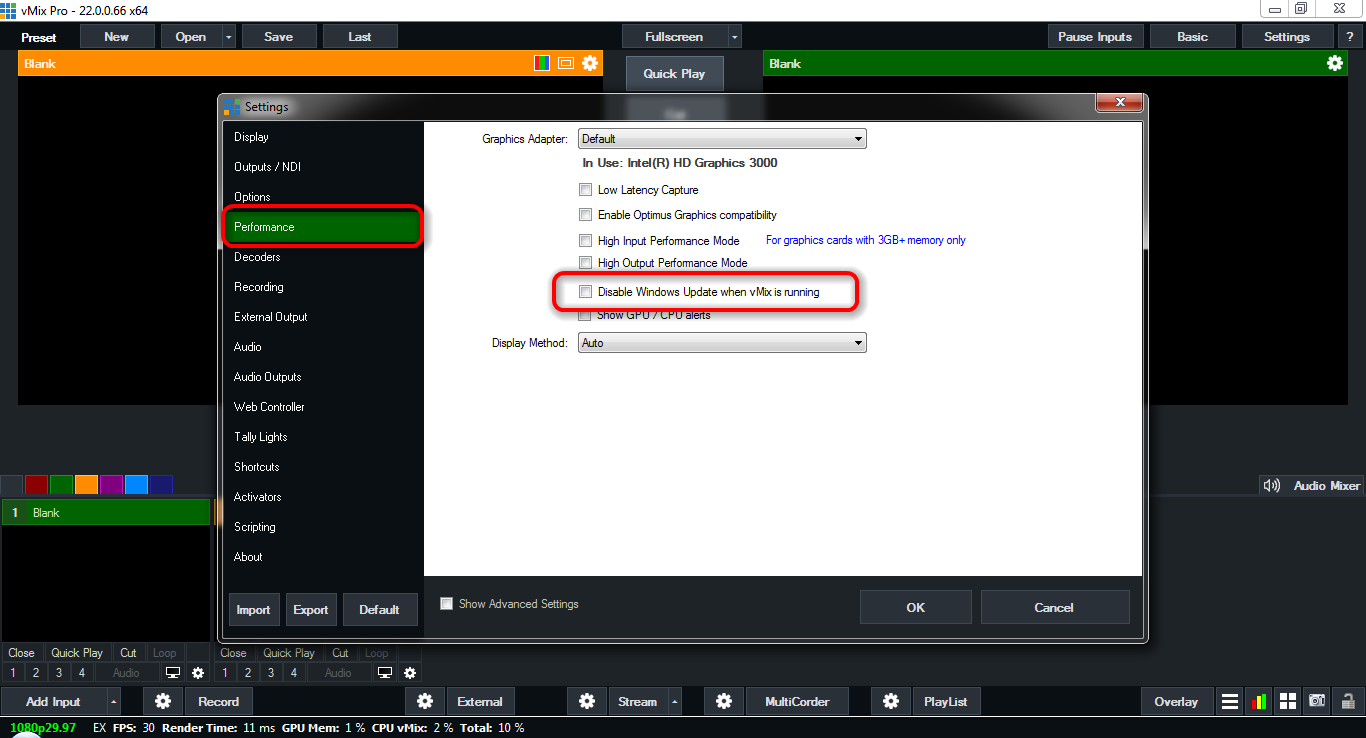 vMix Pro - 22.0.0.66 x64
Preset New Open Save Last Fullscreen Pause Inputs Basic Settings ?
Blank
Quick Play
Blank
Cut
Settings
Display
Outputs / NDI
Options
Performance
Decoders
Recording
External Output
Audio
Audio Outputs
Web Controller
Tally Lights
Shortcuts
Activators
Scripting
About
Import Export Default
Graphics Adapter: Default
In Use: Intel(R) HD Graphics 3000
Low Latency Capture
Enable Optimus Graphics compatibility
High Input Performance Mode For graphics cards with 3GB+ memory only
High Output Performance Mode
Disable Windows Update when vMix is running
Show GPU / CPU alerts
Display Method: Auto
Show Advanced Settings
OK Cancel
Audio Mixer
1 Blank
Close Quick Play Cut Loop
1 2 3 4 Audio
Close Quick Play Cut Loop
1 2 3 4 Audio
Add Input Record External Stream MultiCorder PlayList Overlay
1080p29.97 EX FPS: 30 Render Time: 11 ms GPU Mem: 1 % CPU vMix: 2 % Total: 10 %